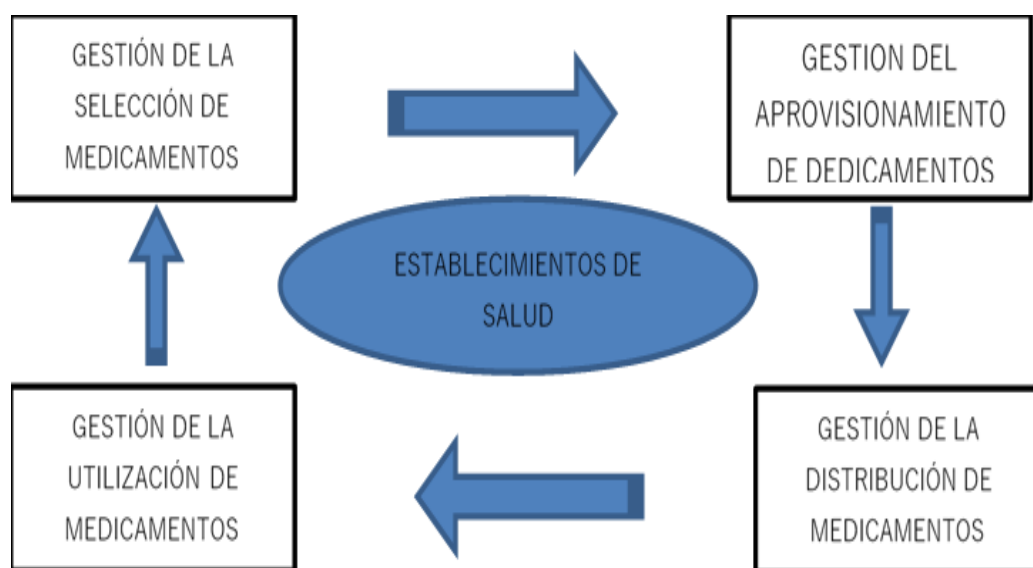 GESTIÓN DE LA
SELECCIÓN DE
MEDICAMENTOS
GESTION DEL
APROVISIONAMIENTO
DE DEDICAMENTOS
ESTABLECIMIENTOS DE
SALUD
GESTIÓN DE LA
UTILIZACIÓN DE
MEDICAMENTOS
GESTIÓN DE LA
DISTRIBUCIÓN DE
MEDICAMENTOS